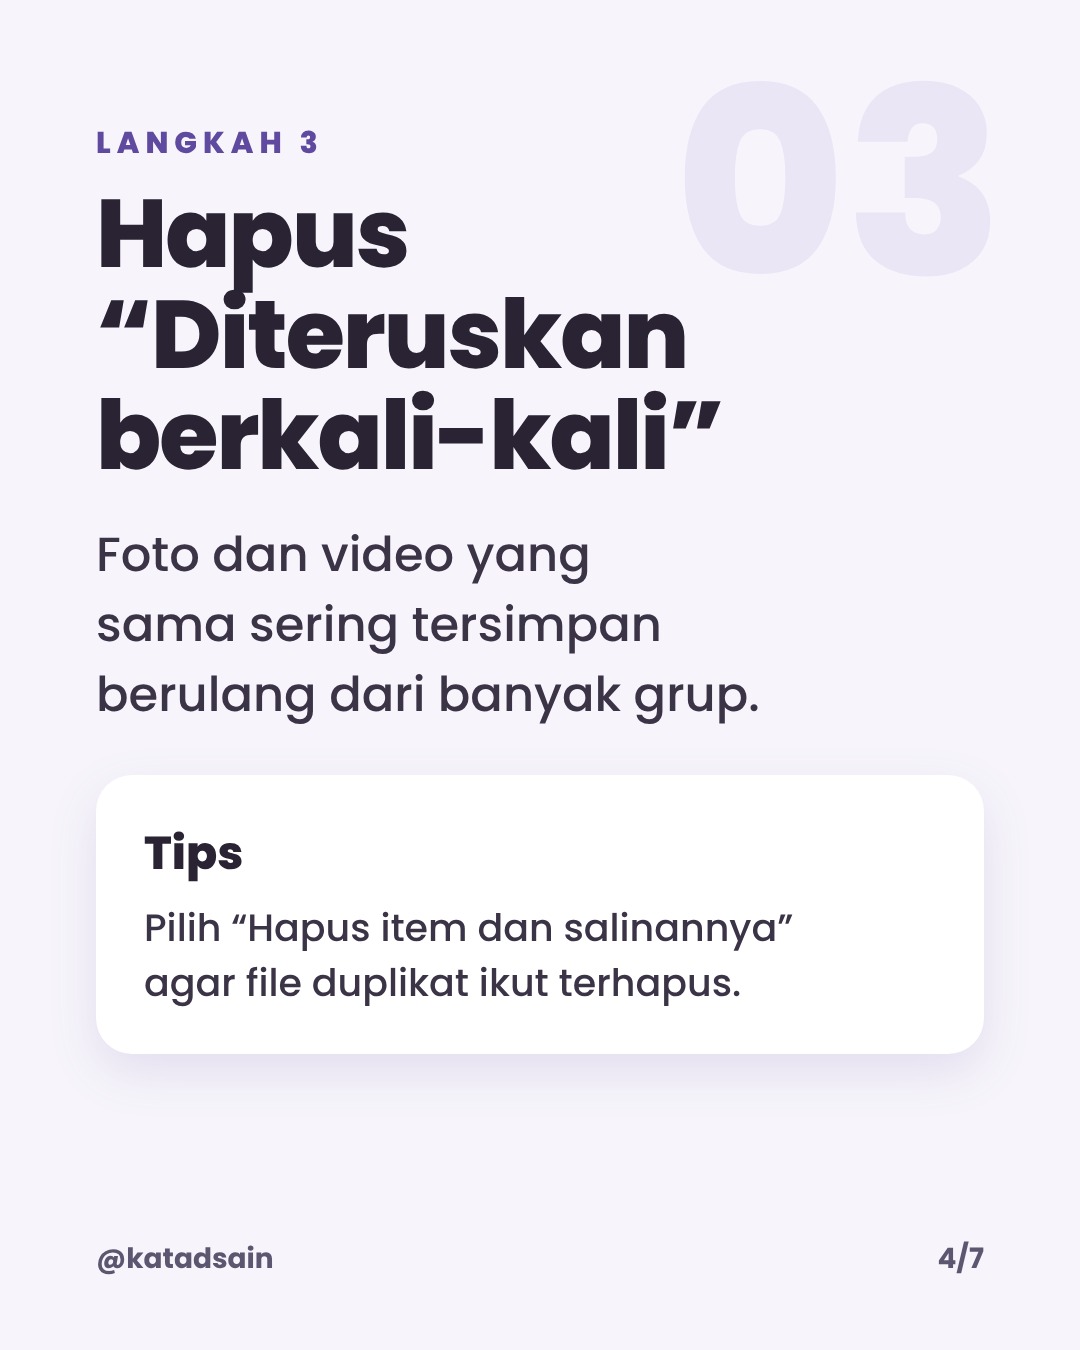 LANGKAH 3
03
Hapus
“Diteruskan
berkali-kali”
Foto dan video yang
sama sering tersimpan
berulang dari banyak grup.
Tips
Pilih “Hapus item dan salinannya”
agar file duplikat ikut terhapus.
@katadsain
4/7